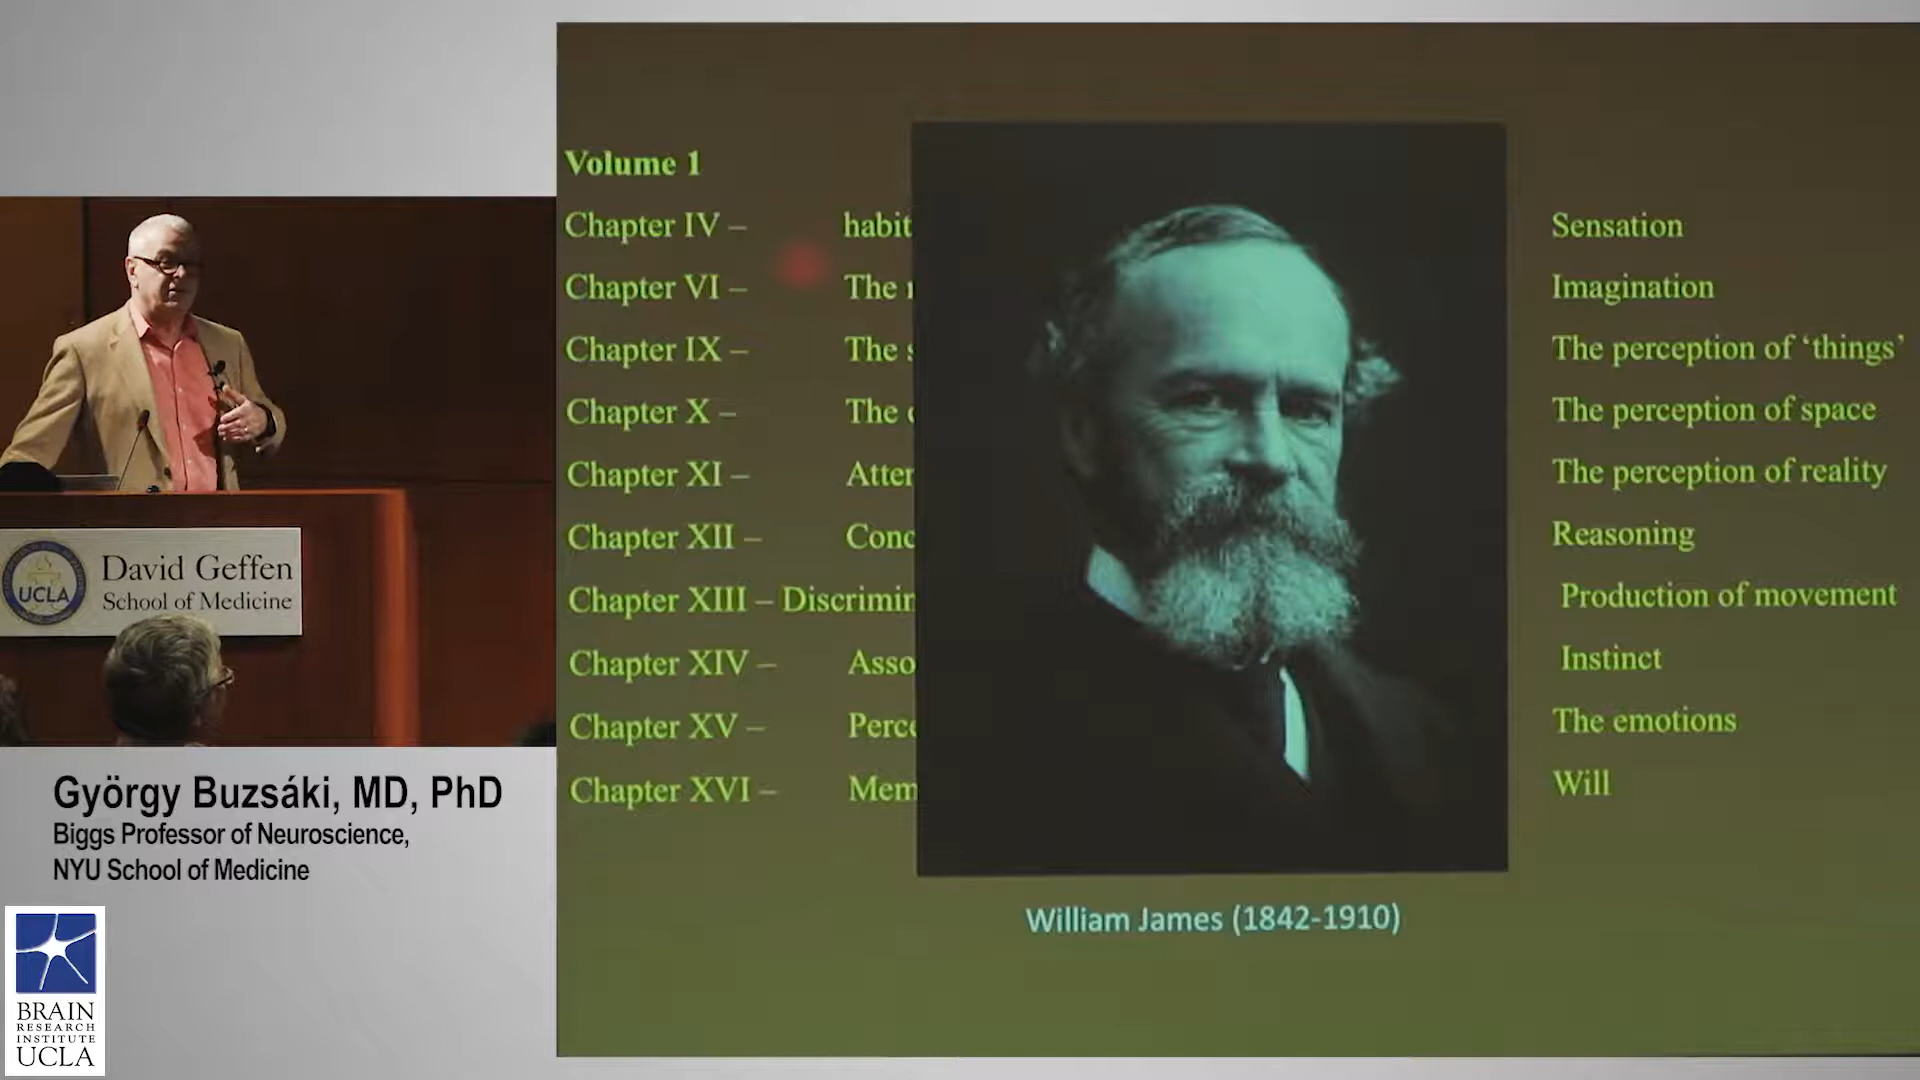 Volume 1
Chapter IV – habit
Chapter VI – The
Chapter IX – The
Chapter X – The
Chapter XI – Atten
Chapter XII – Conc
Chapter XIII – Discrimin
Chapter XIV – Asso
Chapter XV – Perce
Chapter XVI – Mem
Sensation
Imagination
The perception of ‘things’
The perception of space
The perception of reality
Reasoning
Production of movement
Instinct
The emotions
Will
William James (1842-1910)
UCLA
David Geffen
School of Medicine
György Buzsáki, MD, PhD
Biggs Professor of Neuroscience,
NYU School of Medicine
BRAIN
RESEARCH
INSTITUTE
UCLA